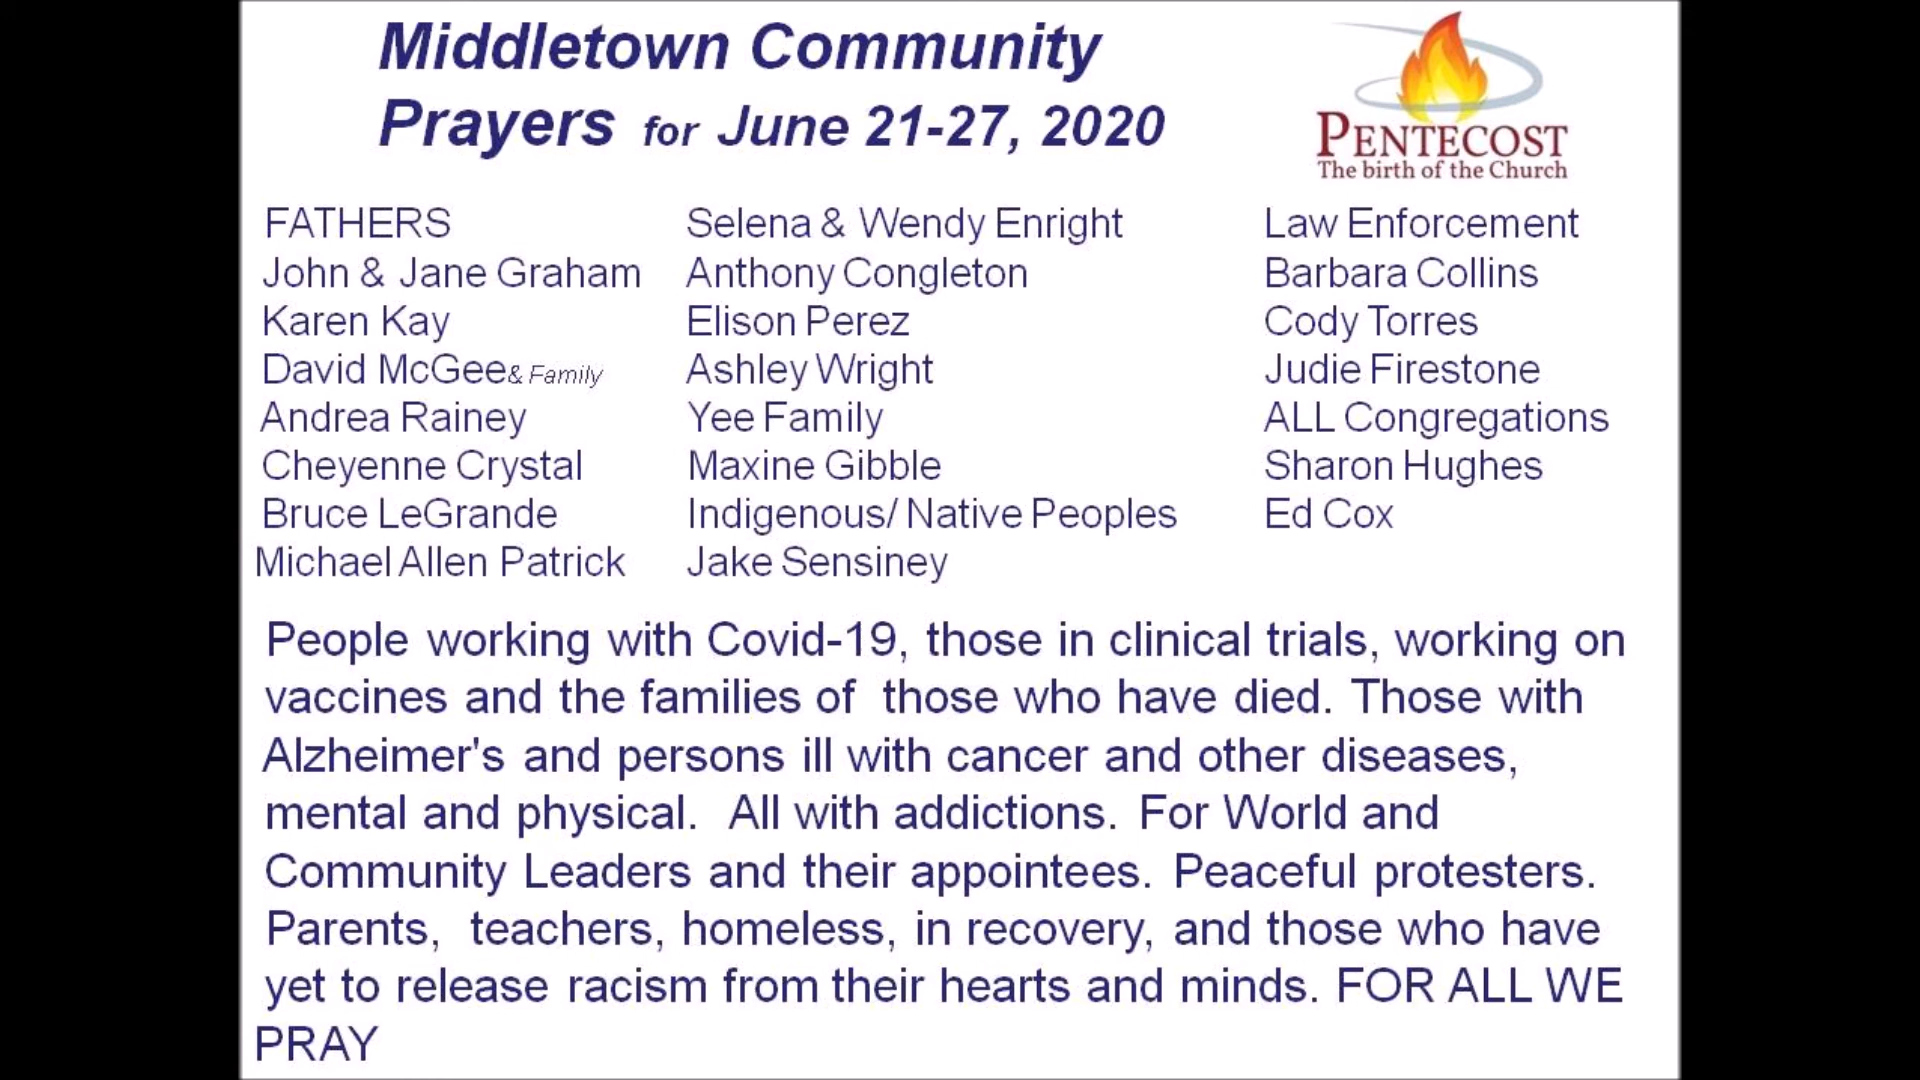 Middletown Community
Prayers for June 21-27, 2020
PENTECOST
The birth of the Church
FATHERS
John & Jane Graham
Karen Kay
David McGee & Family
Andrea Rainey
Cheyenne Crystal
Bruce LeGrande
Michael Allen Patrick
Selena & Wendy Enright
Anthony Congleton
Elison Perez
Ashley Wright
Yee Family
Maxine Gibble
Indigenous/ Native Peoples
Jake Sensiney
Law Enforcement
Barbara Collins
Cody Torres
Judie Firestone
ALL Congregations
Sharon Hughes
Ed Cox
People working with Covid-19, those in clinical trials, working on
vaccines and the families of those who have died. Those with
Alzheimer's and persons ill with cancer and other diseases,
mental and physical. All with addictions. For World and
Community Leaders and their appointees. Peaceful protesters.
Parents, teachers, homeless, in recovery, and those who have
yet to release racism from their hearts and minds. FOR ALL WE
PRAY